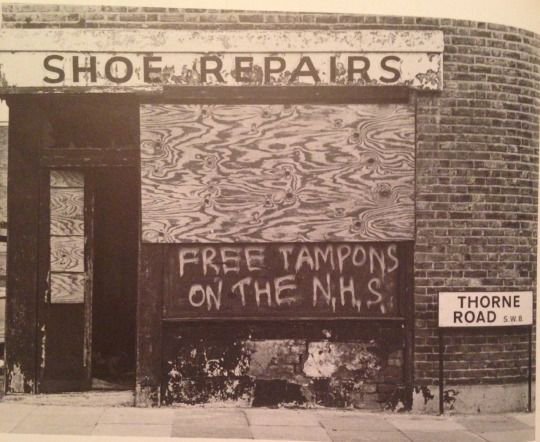 SHOE REPAIRS
FREE TAMPONS
ON THE N.H.S.
THORNE
ROAD S.W.8